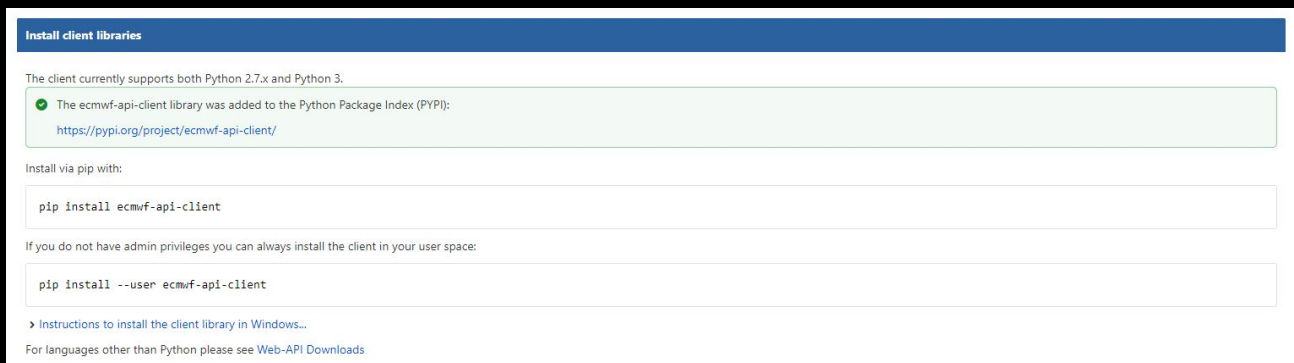 Install client libraries
The client currently supports both Python 2.7.x and Python 3.
The ecmwf-api-client library was added to the Python Package Index (PYPI):
https://pypi.org/project/ecmwf-api-client/
Install via pip with:
pip install ecmwf-api-client
If you do not have admin privileges you can always install the client in your user space:
pip install --user ecmwf-api-client
Instructions to install the client library in Windows...
For languages other than Python please see Web-API Downloads